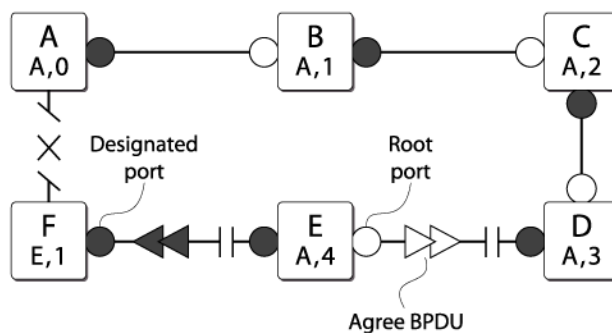 A
A,0
B
A,1
C
A,2
Designated
port
Root
port
F
E,1
E
A,4
D
A,3
Agree BPDU